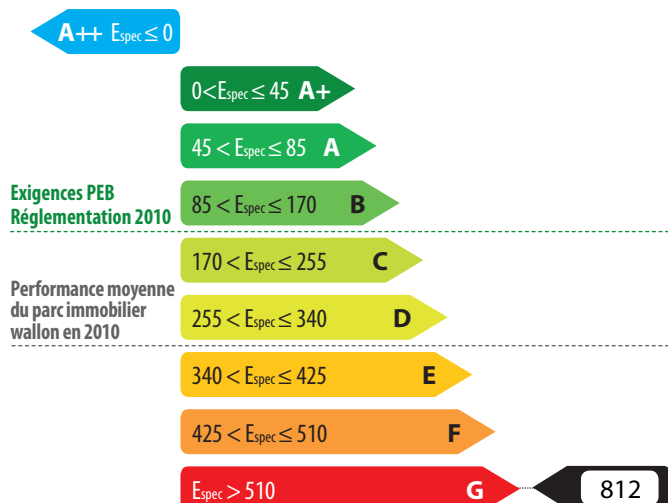 A++ Espec ≤ 0
0<Espec ≤ 45 A+
45 < Espec ≤ 85 A
Exigences PEB
Réglementation 2010
85 < Espec ≤ 170 B
170 < Espec ≤ 255 C
Performance moyenne
du parc immobilier
wallon en 2010
255 < Espec ≤ 340 D
340 < Espec ≤ 425 E
425 < Espec ≤ 510 F
Espec > 510 G 812